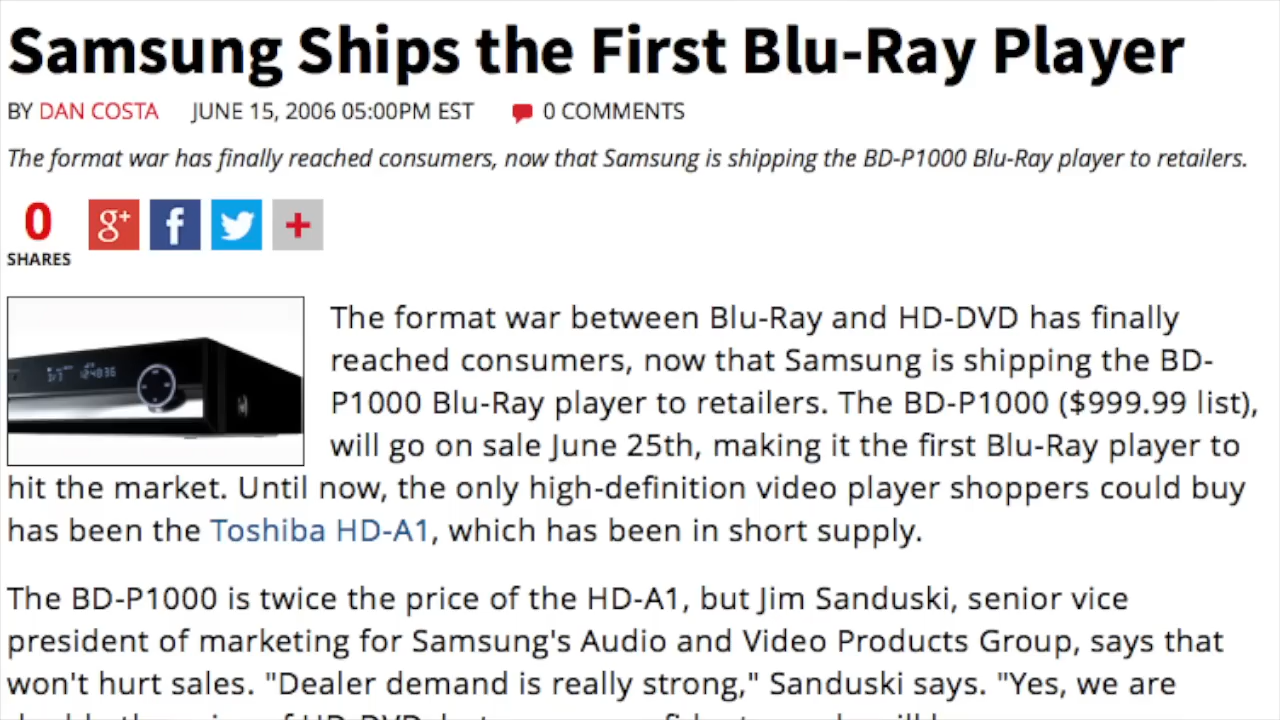 Samsung Ships the First Blu-Ray Player
BY DAN COSTA JUNE 15, 2006 05:00PM EST 0 COMMENTS
The format war has finally reached consumers, now that Samsung is shipping the BD-P1000 Blu-Ray player to retailers.
0
SHARES
g+ f +
The format war between Blu-Ray and HD-DVD has finally
reached consumers, now that Samsung is shipping the BD-
P1000 Blu-Ray player to retailers. The BD-P1000 ($999.99 list),
will go on sale June 25th, making it the first Blu-Ray player to
hit the market. Until now, the only high-definition video player shoppers could buy
has been the Toshiba HD-A1, which has been in short supply.
The BD-P1000 is twice the price of the HD-A1, but Jim Sanduski, senior vice
president of marketing for Samsung's Audio and Video Products Group, says that
won't hurt sales. "Dealer demand is really strong," Sanduski says. "Yes, we are